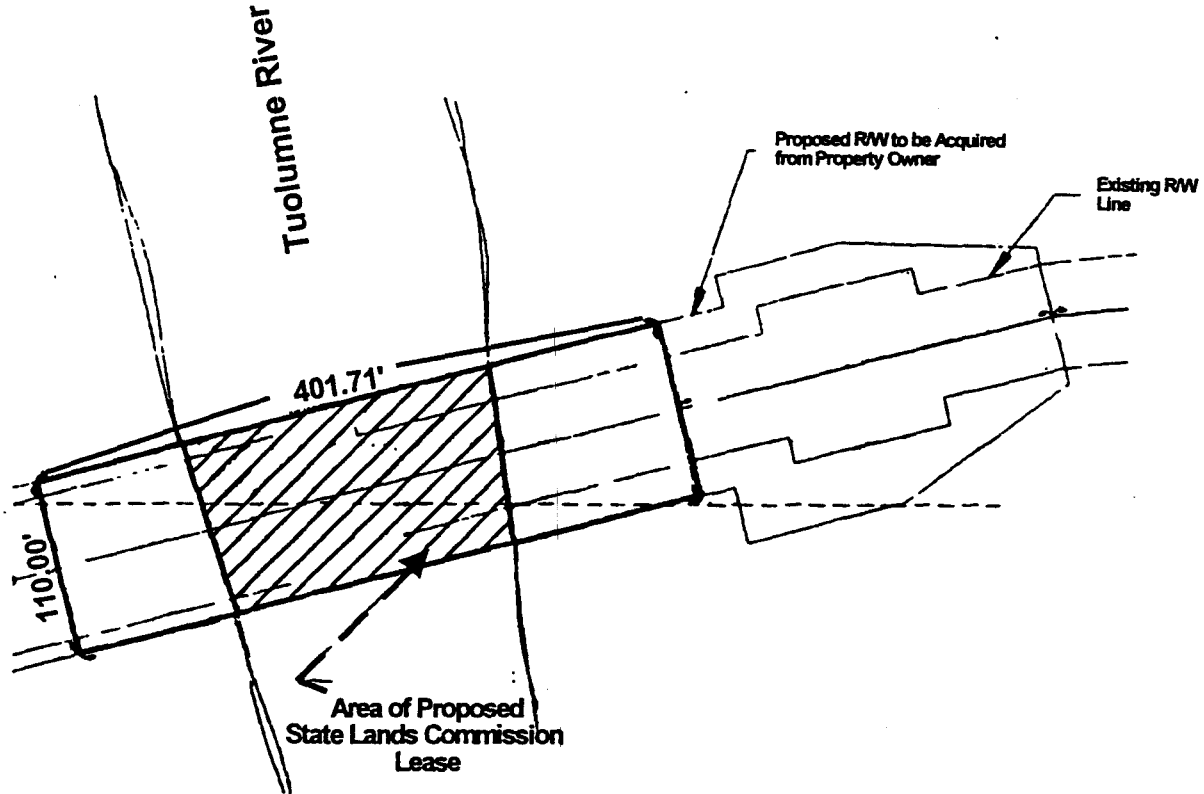 Tuolumne River
Proposed R/W to be Acquired
from Property Owner
Existing R/W
Line
401.71'
110.00'
Area of Proposed
State Lands Commission
Lease